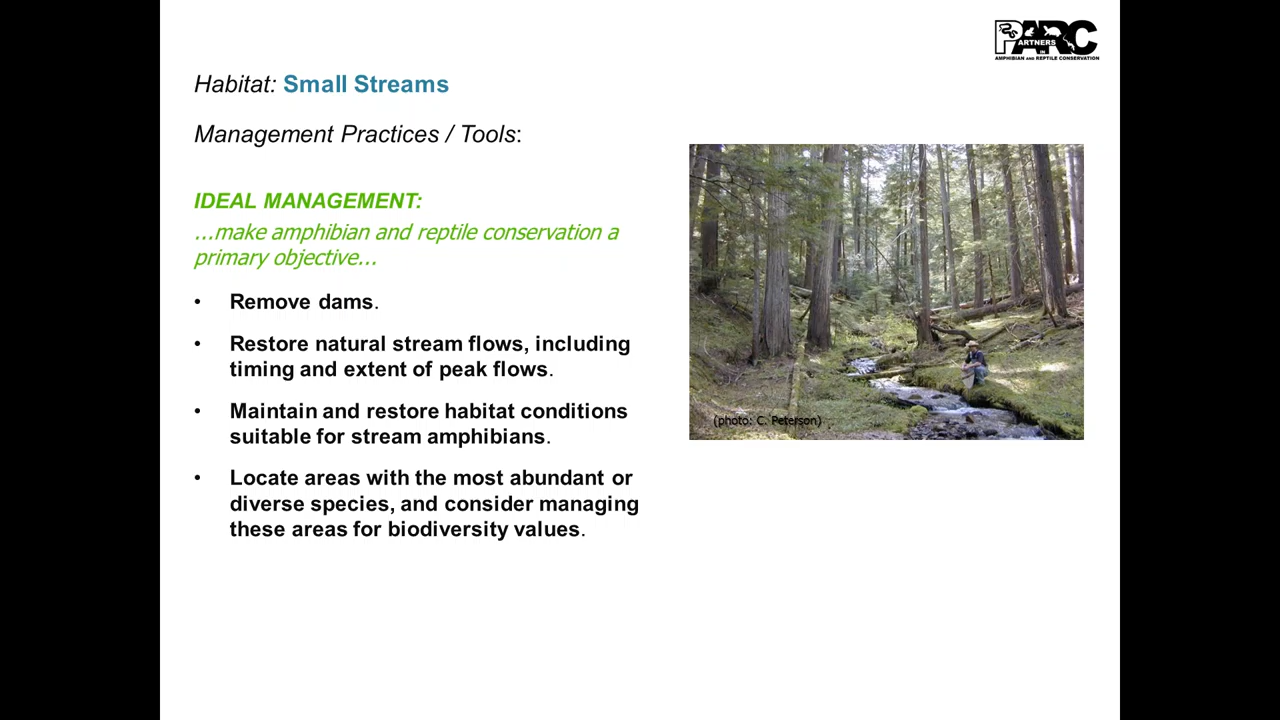 PARC
PARTNERS
IN
AMPHIBIAN AND REPTILE CONSERVATION
Habitat: Small Streams
Management Practices / Tools:
IDEAL MANAGEMENT:
...make amphibian and reptile conservation a
primary objective...
• Remove dams.
• Restore natural stream flows, including
timing and extent of peak flows.
• Maintain and restore habitat conditions
suitable for stream amphibians.
• Locate areas with the most abundant or
diverse species, and consider managing
these areas for biodiversity values.
(photo: C. Peterson)